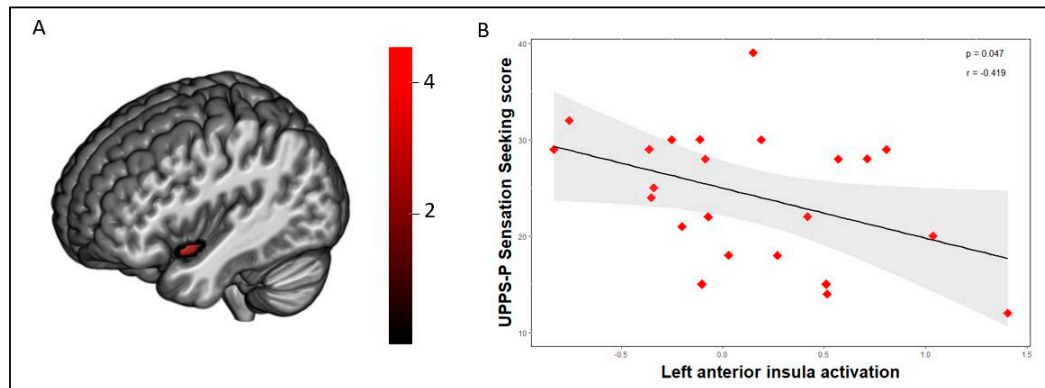 A
4
2
B
UPPS-P Sensation Seeking score
40
30
20
10
p = 0.047
r = -0.419
-0.5
0.0
0.5
1.0
1.5
Left anterior insula activation